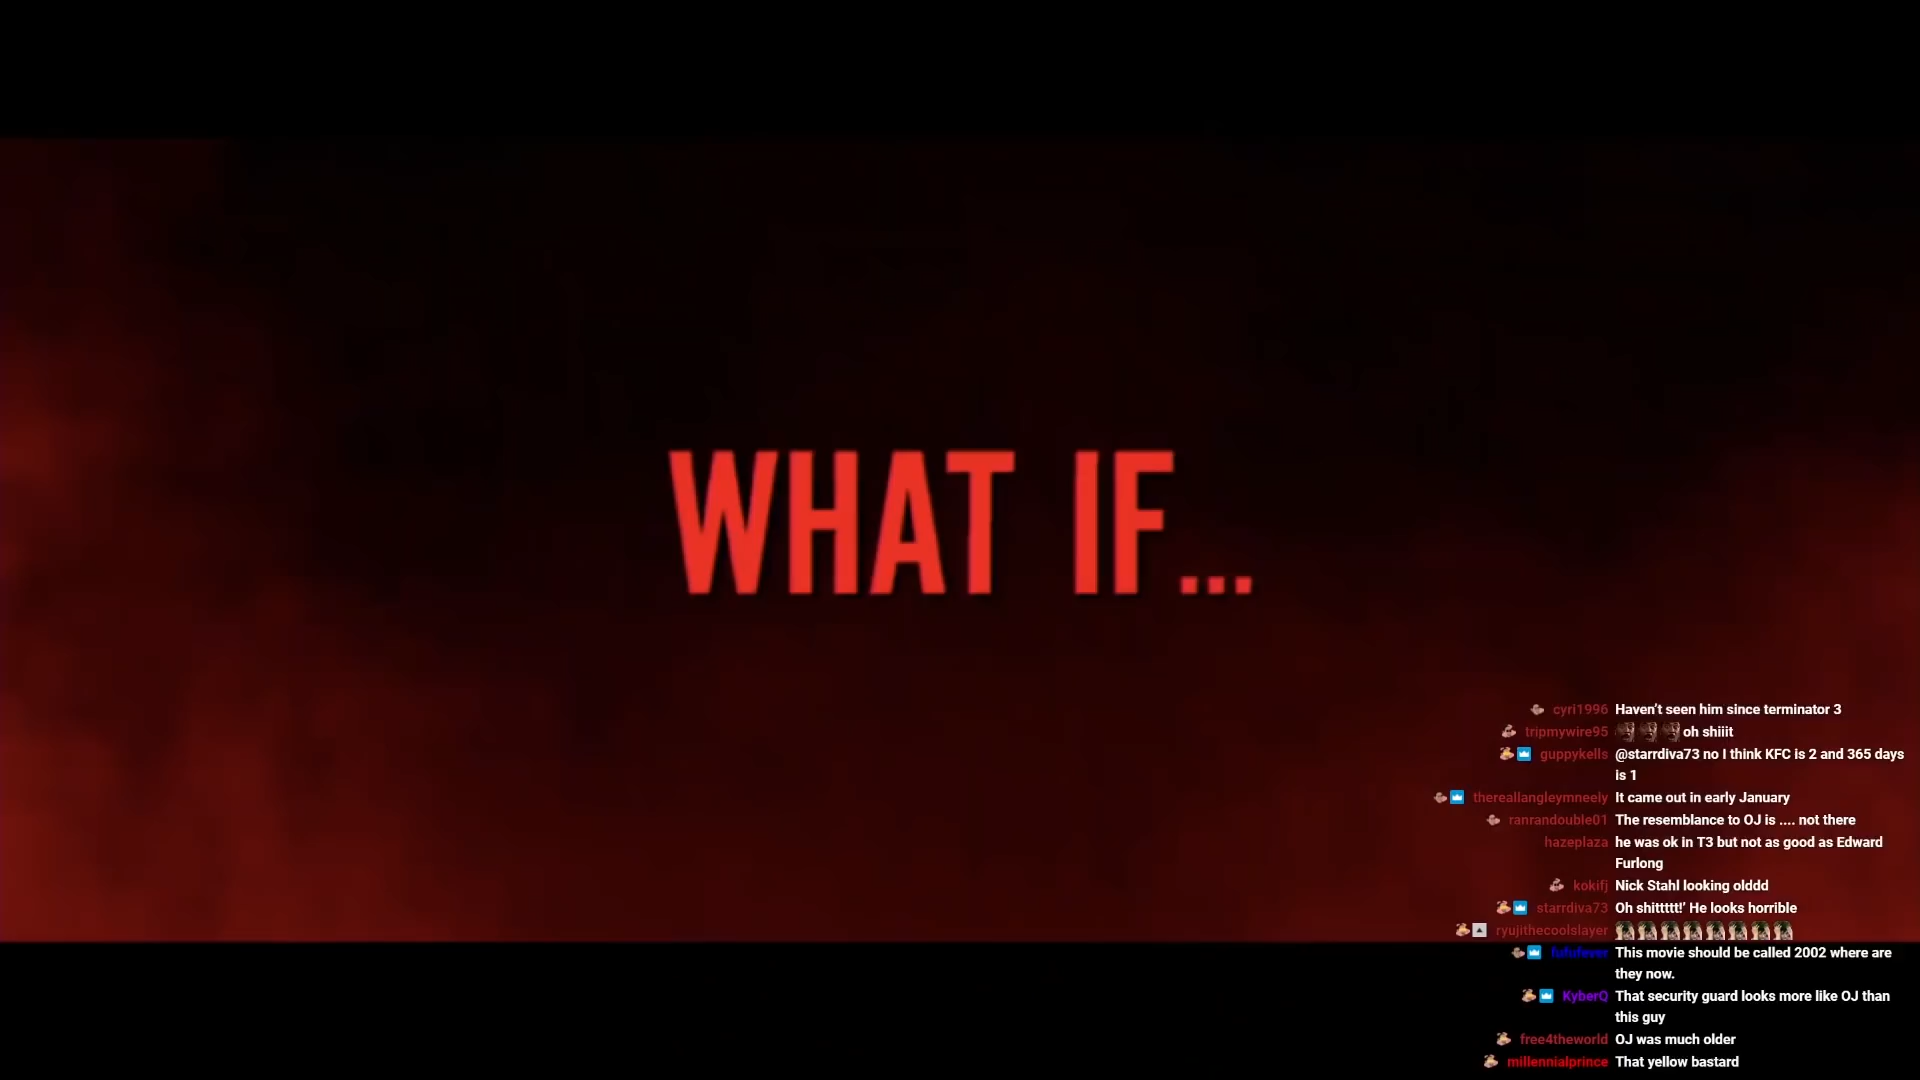 WHAT IF...
cyri1996 Haven't seen him since terminator 3
tripmywire95 oh shiiit
guppykells @starrdiva73 no I think KFC is 2 and 365 days
is 1
thereallangleymneely It came out in early January
ranrandouble01 The resemblance to OJ is .... not there
hazeplaza he was ok in T3 but not as good as Edward
Furlong
kokifj Nick Stahl looking olddd
starrdiva73 Oh shittttt!' He looks horrible
ryujithecoolslayer
fufufever This movie should be called 2002 where are
they now.
KyberQ That security guard looks more like OJ than
this guy
free4theworld OJ was much older
millennialprince That yellow bastard